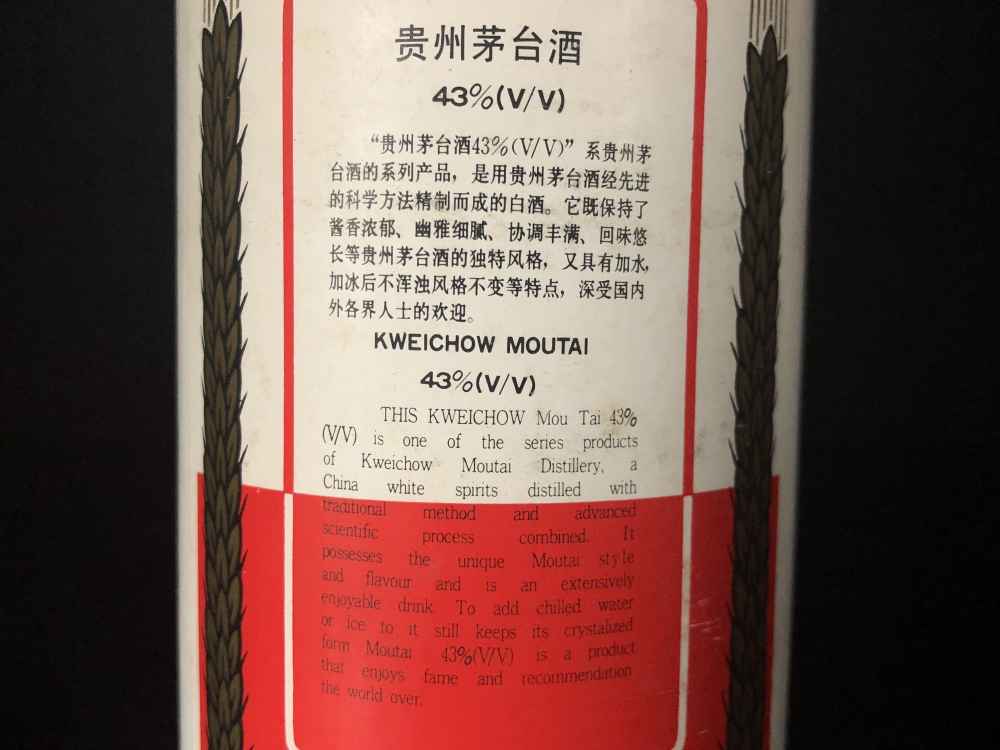 贵州茅台酒
43%(V/V)
“贵州茅台酒43%(V/V)”系贵州茅
台酒的系列产品，是用贵州茅台酒经先进
的科学方法精制而成的白酒。它既保持了
酱香浓郁、幽雅细腻、协调丰满、回味悠
长等贵州茅台酒的独特风格，又具有加水，
加冰后不浑浊风格不变等特点，深受国内
外各界人士的欢迎。
KWEICHOW MOUTAI
43%(V/V)
THIS KWEICHOW Mou Tai 43%
(V/V) is one of the series products
of Kweichow Moutai Distillery, a
China white spirits distilled with
traditional method and advanced
scientific process combined. It
possesses the unique Moutai style
and flavour and is an extensively
enjoyable drink. To add chilled water
or ice to it still keeps its crystalized
form Moutai 43%(V/V) is a product
that enjoys fame and recommendation
the world over.